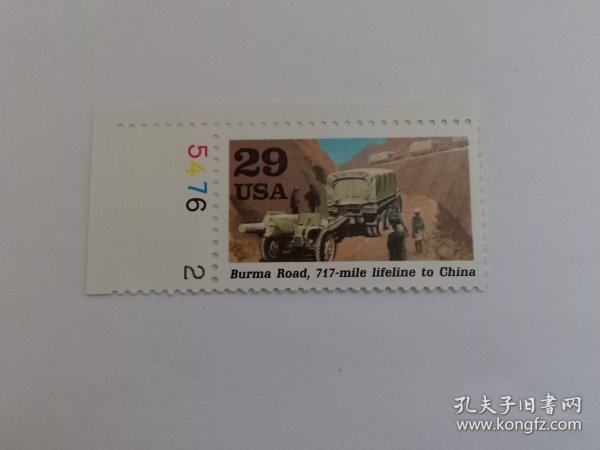 5476
2
29
USA
Burma Road, 717-mile lifeline to China
孔夫子旧书网
www.kongfz.com